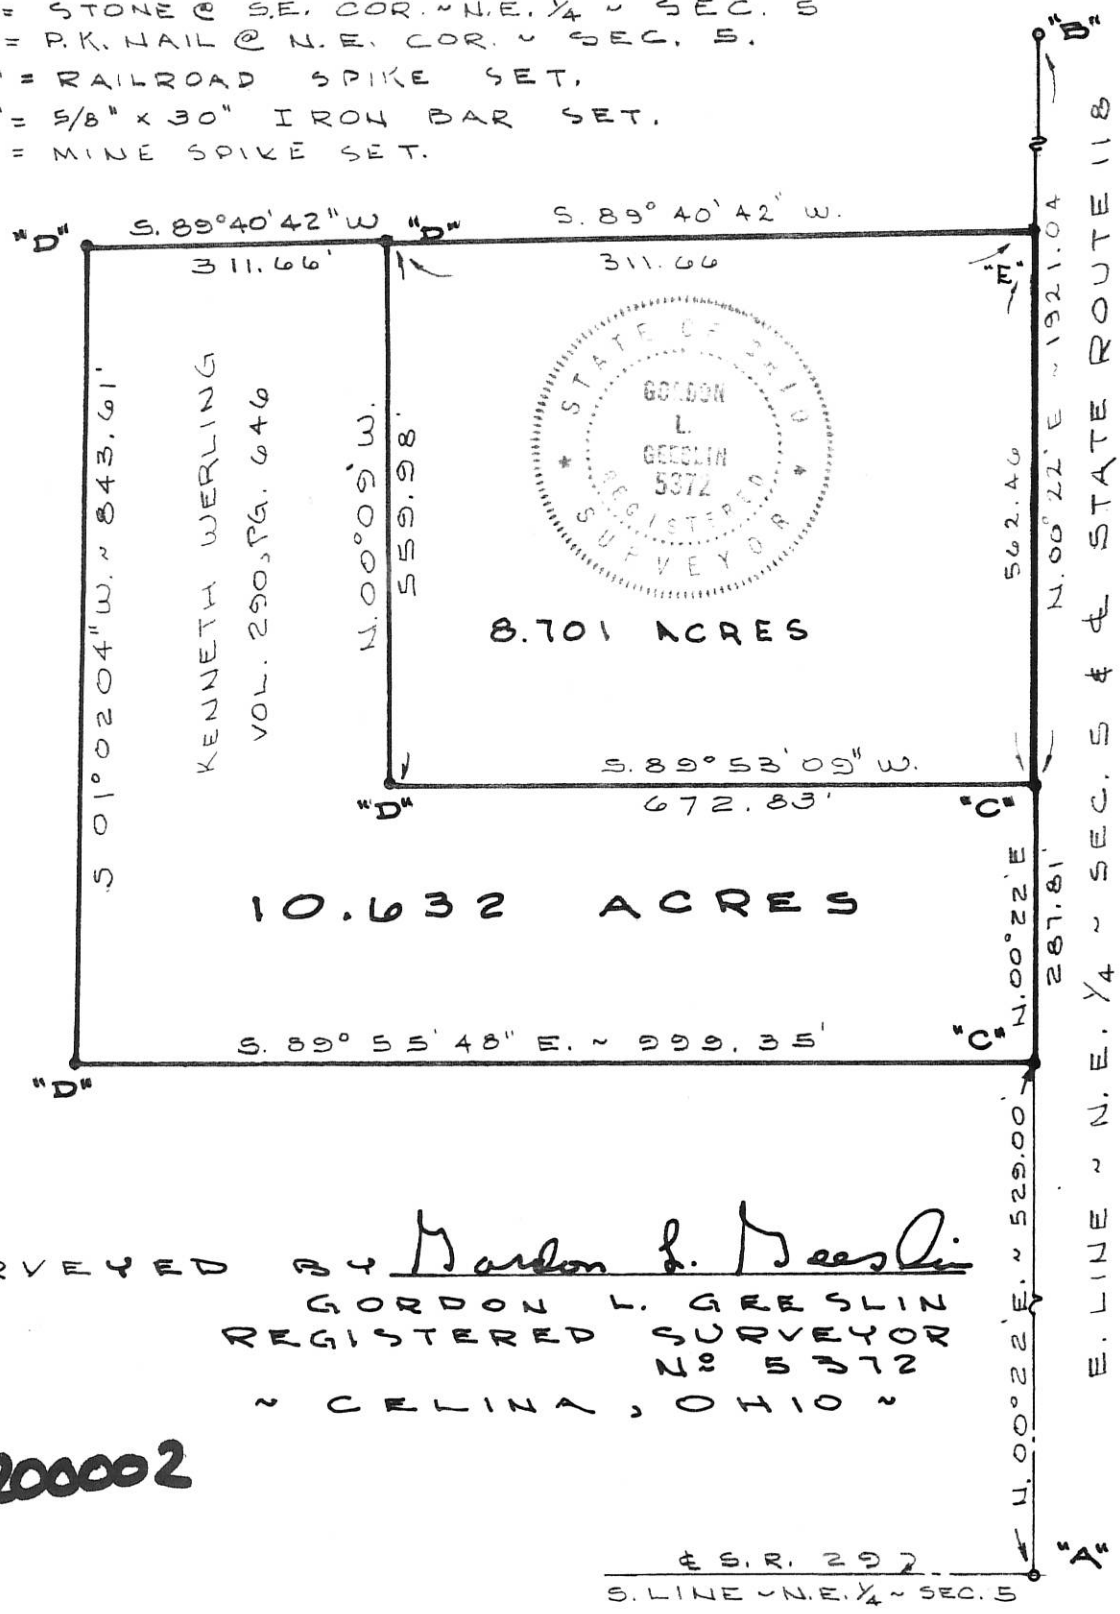 = STONE @ S.E. COR. ~ N.E. ¼ ~ SEC. 5
= P.K. NAIL @ N.E. COR. ~ SEC. 5.
" = RAILROAD SPIKE SET.
" = 5/8" x 30" IRON BAR SET.
= MINE SPIKE SET.
"B"
"D"
S. 89° 40' 42" W
"D"
S. 89° 40' 42" W.
311.66'
311.66
"E"
S 01° 02 04" W. ~ 843.61'
KENNETH WERLING
VOL. 290, PG. 646
N. 00° 09' W.
559.98'
STATE OF OHIO
GORDON
L.
GEESLIN
5372
REGISTERED
SURVEYOR
562.46
N. 00° 22' E ~ 1921.04
8.701 ACRES
S. 89° 53' 09" W.
672.83'
"D"
"C"
10.632 ACRES
N. 00° 22' E
287.81'
S. 89° 55' 48" E. ~ 999.35'
"C"
"D"
E. LINE ~ N.E. ¼ ~ SEC. 5 & ℄ STATE ROUTE 118
N. 00° 22' E. ~ 529.00'
RVEYED BY Gordon L. Geeslin
GORDON L. GEESLIN
REGISTERED SURVEYOR
Nº 5372
~ CELINA, OHIO ~
200002
℄ S.R. 297
"A"
S. LINE ~ N.E. ¼ ~ SEC. 5